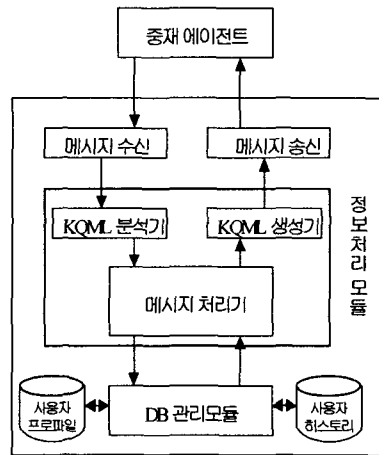 중재 에이전트
메시지 수신
메시지 송신
KQML 분석기
KQML 생성기
정보처리 모듈
메시지 처리기
사용자
프로파일
DB 관리모듈
사용자
히스토리